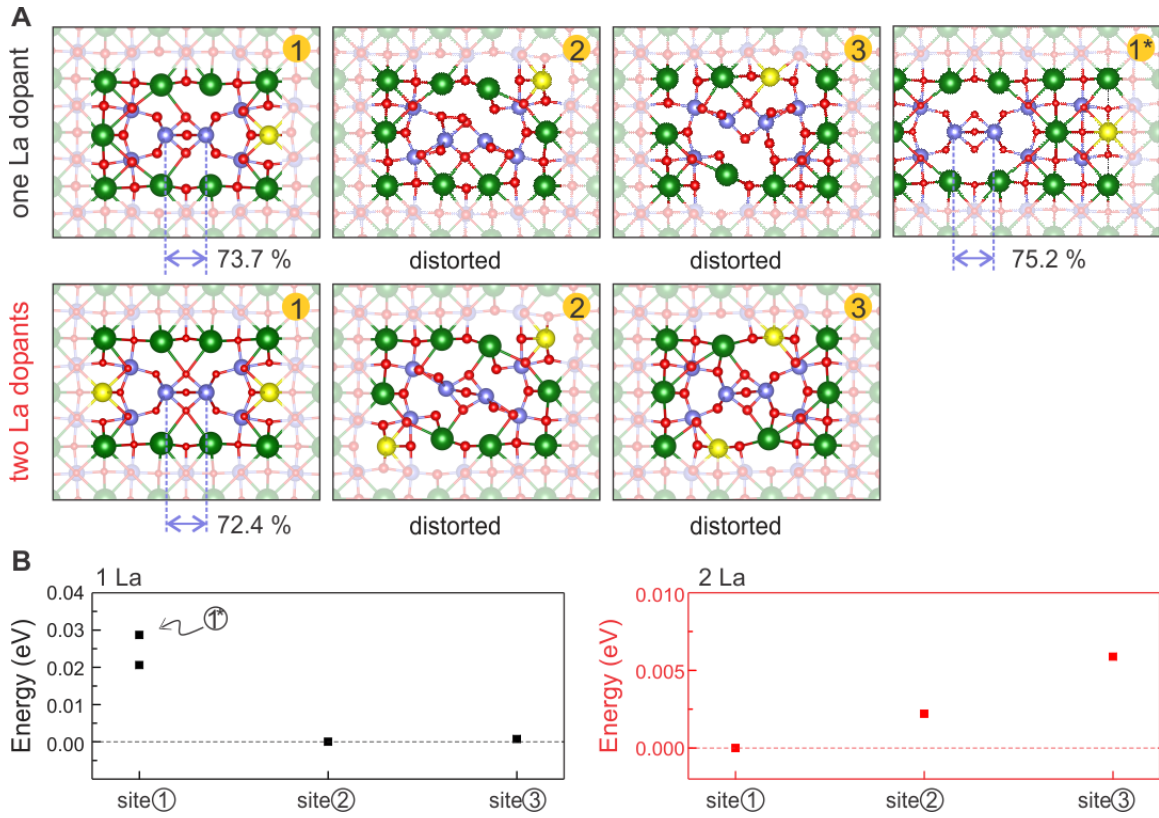 A
one La dopant
1
2
3
1*
73.7 %
distorted
distorted
75.2 %
two La dopants
1
2
3
72.4 %
distorted
distorted
B
1 La
Energy (eV)
0.04
0.03
0.02
0.01
0.00
1*
site①
site②
site③
2 La
Energy (eV)
0.010
0.005
0.000
site①
site②
site③